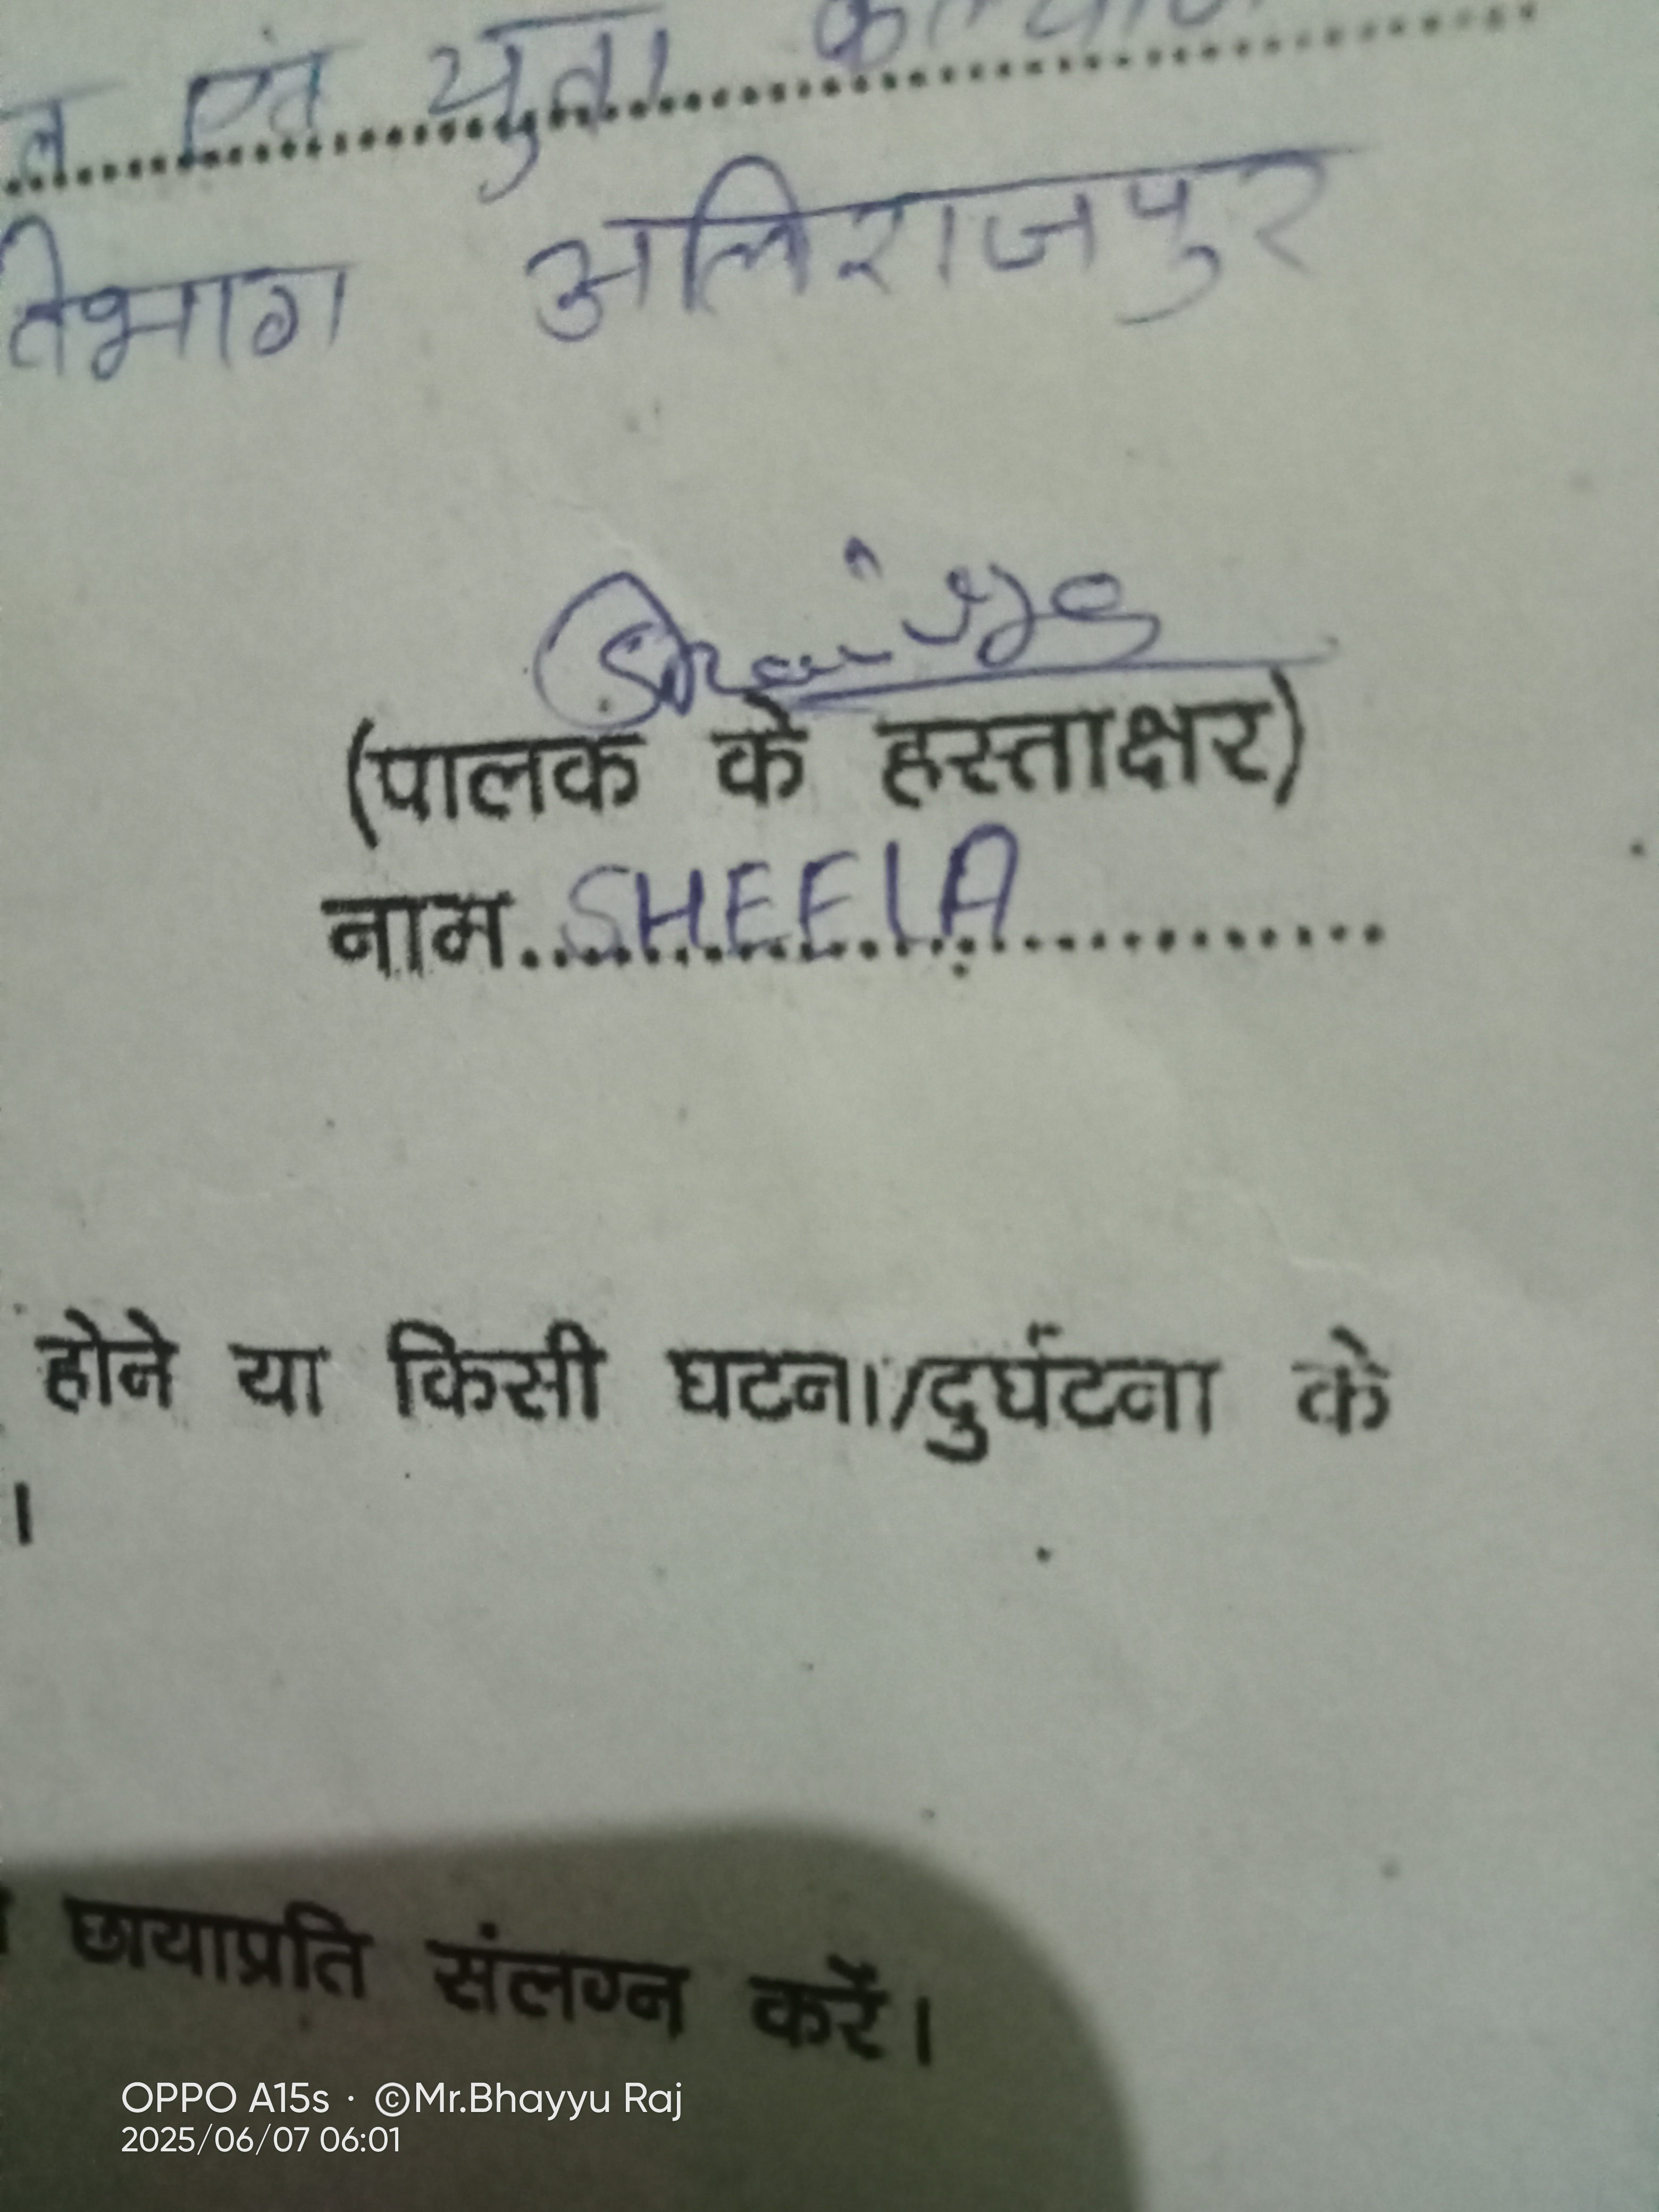 एवं युवा कल्याण
विभाग अलिराजपुर
(पालक के हस्ताक्षर)
नाम..SHEELA..............
होने या किसी घटना/दुर्घटना के
।
छायाप्रति संलग्न करें।
OPPO A15s · ©Mr.Bhayyu Raj
2025/06/07 06:01